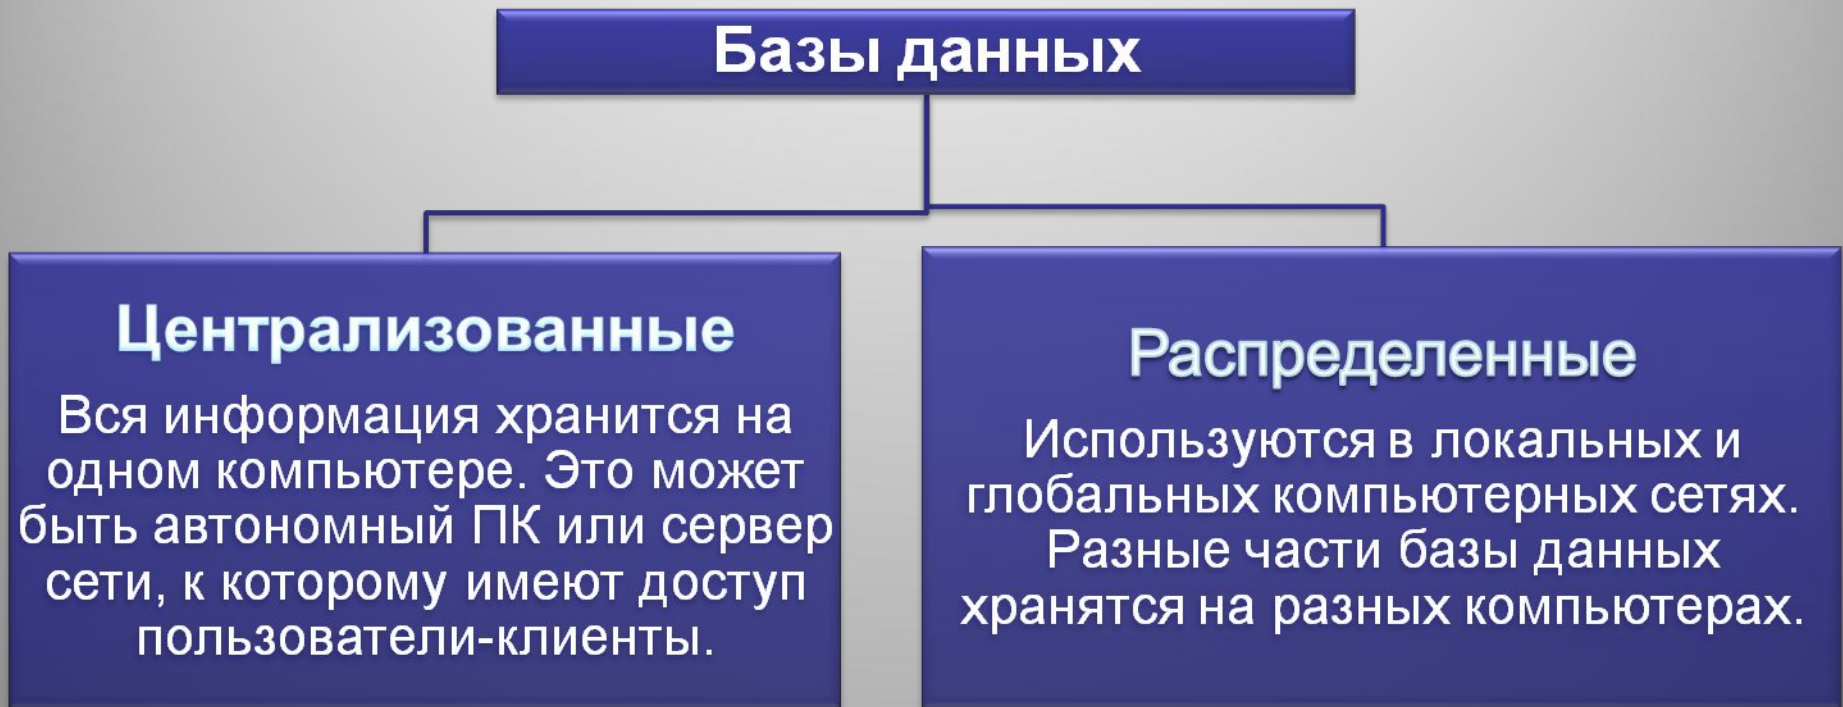 Базы данных
Централизованные
Вся информация хранится на
одном компьютере. Это может
быть автономный ПК или сервер
сети, к которому имеют доступ
пользователи-клиенты.
Распределенные
Используются в локальных и
глобальных компьютерных сетях.
Разные части базы данных
хранятся на разных компьютерах.